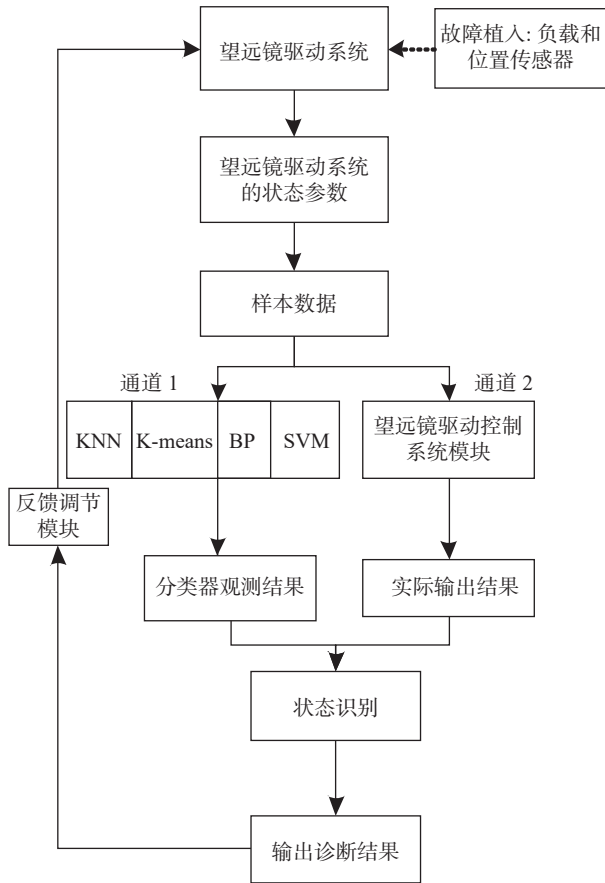 望远镜驱动系统
故障植入: 负载和
位置传感器
望远镜驱动系统
的状态参数
样本数据
通道 1
通道 2
KNN
K-means
BP
SVM
望远镜驱动控制
系统模块
反馈调节
模块
分类器观测结果
实际输出结果
状态识别
输出诊断结果